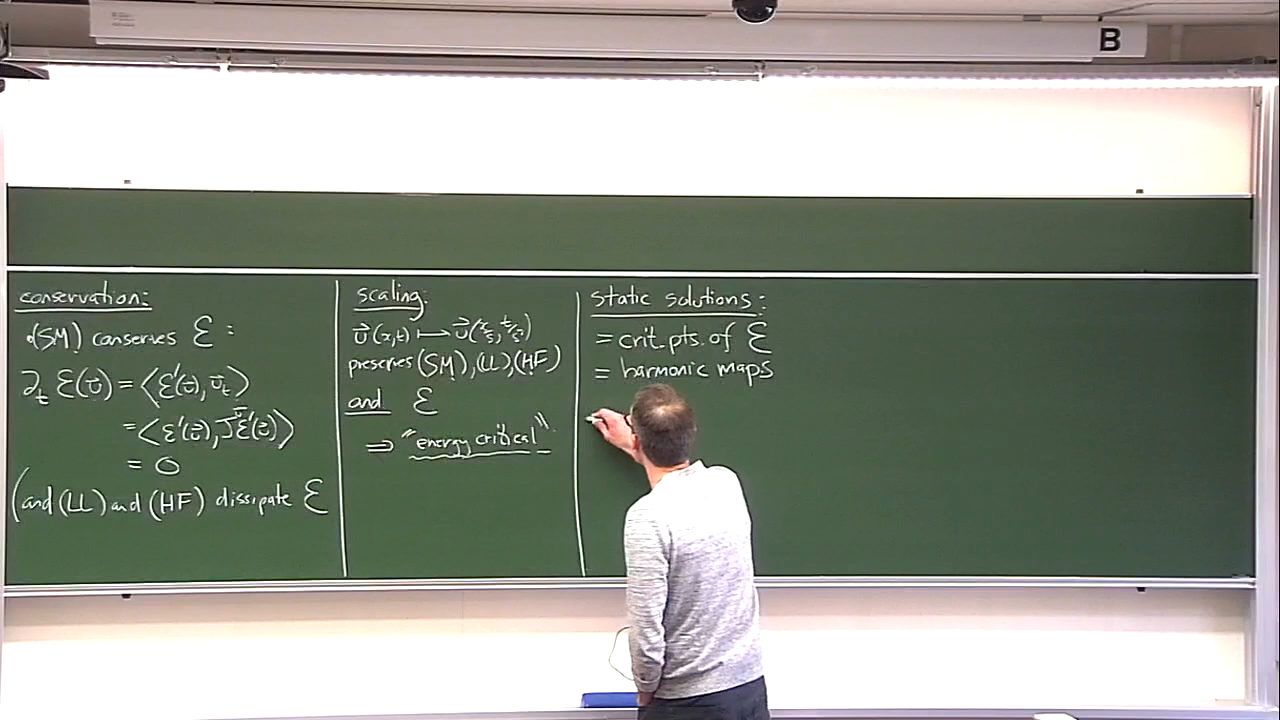 B
conservation:
•(SM) conserves ℰ :
∂_t ℰ(u⃗) = ⟨ℰ'(u⃗), u⃗_t⟩
= ⟨ℰ'(u⃗), J^u⃗ ℰ'(u⃗)⟩
= 0
(and (LL) and (HF) dissipate ℰ
scaling:
u⃗(x,t) ⟼ u⃗(x/ς, t/ς²)
preserves (SM), (LL), (HF)
and ℰ
⇒ "energy critical".
static solutions:
= crit. pts. of ℰ
= harmonic maps